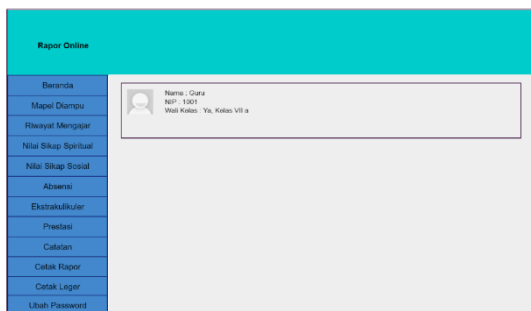 Rapor Online
Beranda
Mapel Diampu
Riwayat Mengajar
Nilai Sikap Spiritual
Nilai Sikap Sosial
Absensi
Ekstrakulikuler
Prestasi
Catatan
Cetak Rapor
Cetak Leger
Ubah Password
Nama : Guru
NIP : 1001
Wali Kelas : Ya, Kelas VII a